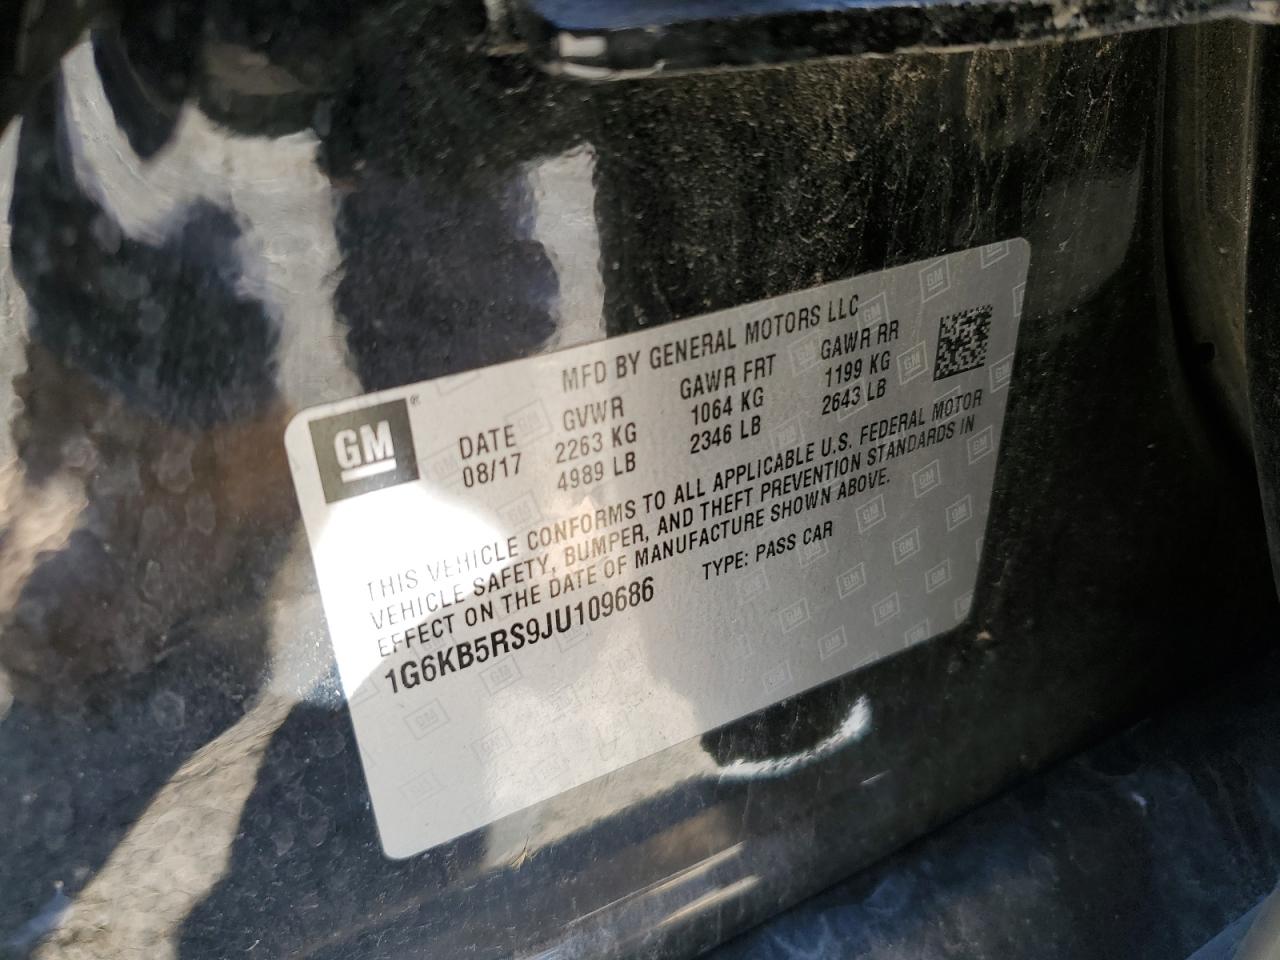 MFD BY GENERAL MOTORS LLC
GM®
DATE GVWR GAWR FRT GAWR RR
08/17 2263 KG 1064 KG 1199 KG
4989 LB 2346 LB 2643 LB
THIS VEHICLE CONFORMS TO ALL APPLICABLE U.S. FEDERAL MOTOR
VEHICLE SAFETY, BUMPER, AND THEFT PREVENTION STANDARDS IN
EFFECT ON THE DATE OF MANUFACTURE SHOWN ABOVE.
1G6KB5RS9JU109686 TYPE: PASS CAR